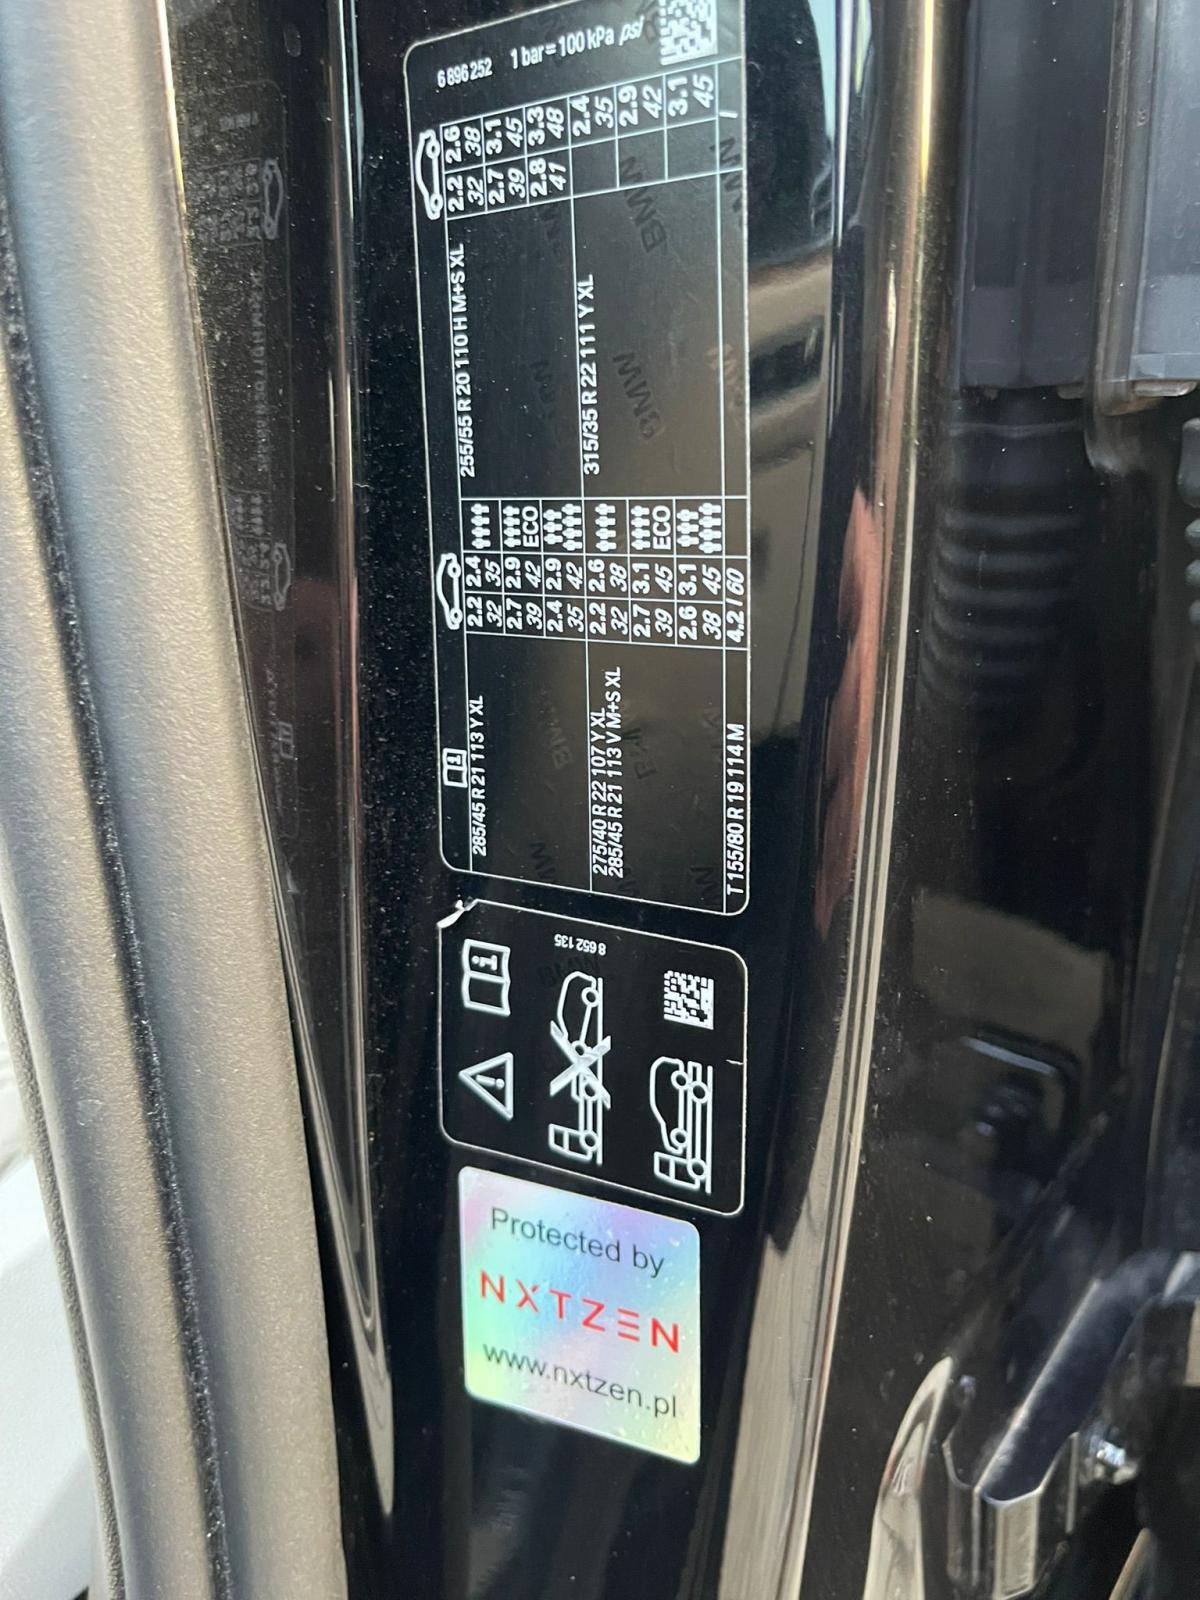 6 896 252 1 bar = 100 kPa psi
285/45 R 21 113 Y XL 2.2 2.4 255/55 R 20 110 H M+S XL 2.2 2.6
32 35 32 38
2.7 2.9 2.7 3.1
39 42 ECO 39 45
2.4 2.9 2.8 3.3
35 42 41 48
275/40 R 22 107 Y XL 2.2 2.6 315/35 R 22 111 Y XL 2.4
285/45 R 21 113 V M+S XL 32 38 35
2.7 3.1 2.9
39 45 ECO 42
2.6 3.1 3.1
38 45 45
T 155/80 R 19 114 M 4.2 / 60 /
8 652 135
Protected by
NXTZEN
www.nxtzen.pl